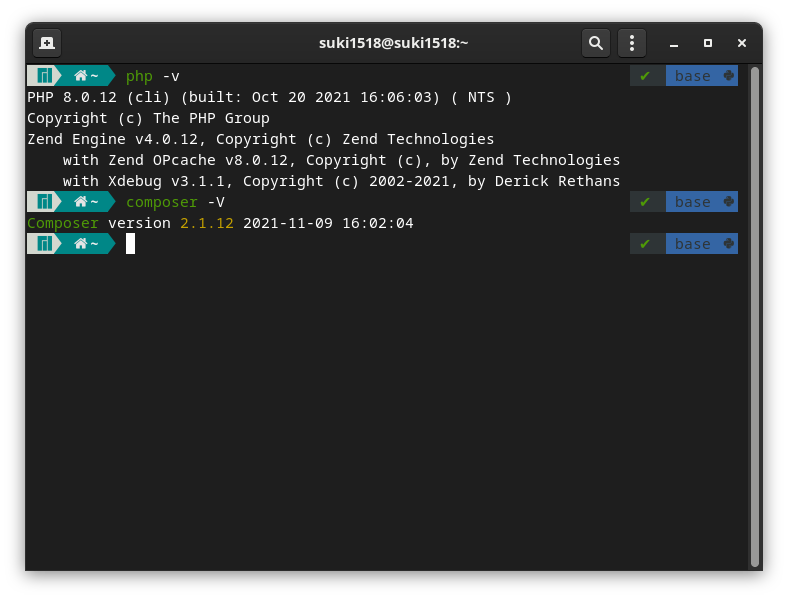 suki1518@suki1518:~
~ php -v ✔ base
PHP 8.0.12 (cli) (built: Oct 20 2021 16:06:03) ( NTS )
Copyright (c) The PHP Group
Zend Engine v4.0.12, Copyright (c) Zend Technologies
    with Zend OPcache v8.0.12, Copyright (c), by Zend Technologies
    with Xdebug v3.1.1, Copyright (c) 2002-2021, by Derick Rethans
~ composer -V ✔ base
Composer version 2.1.12 2021-11-09 16:02:04
~ ✔ base